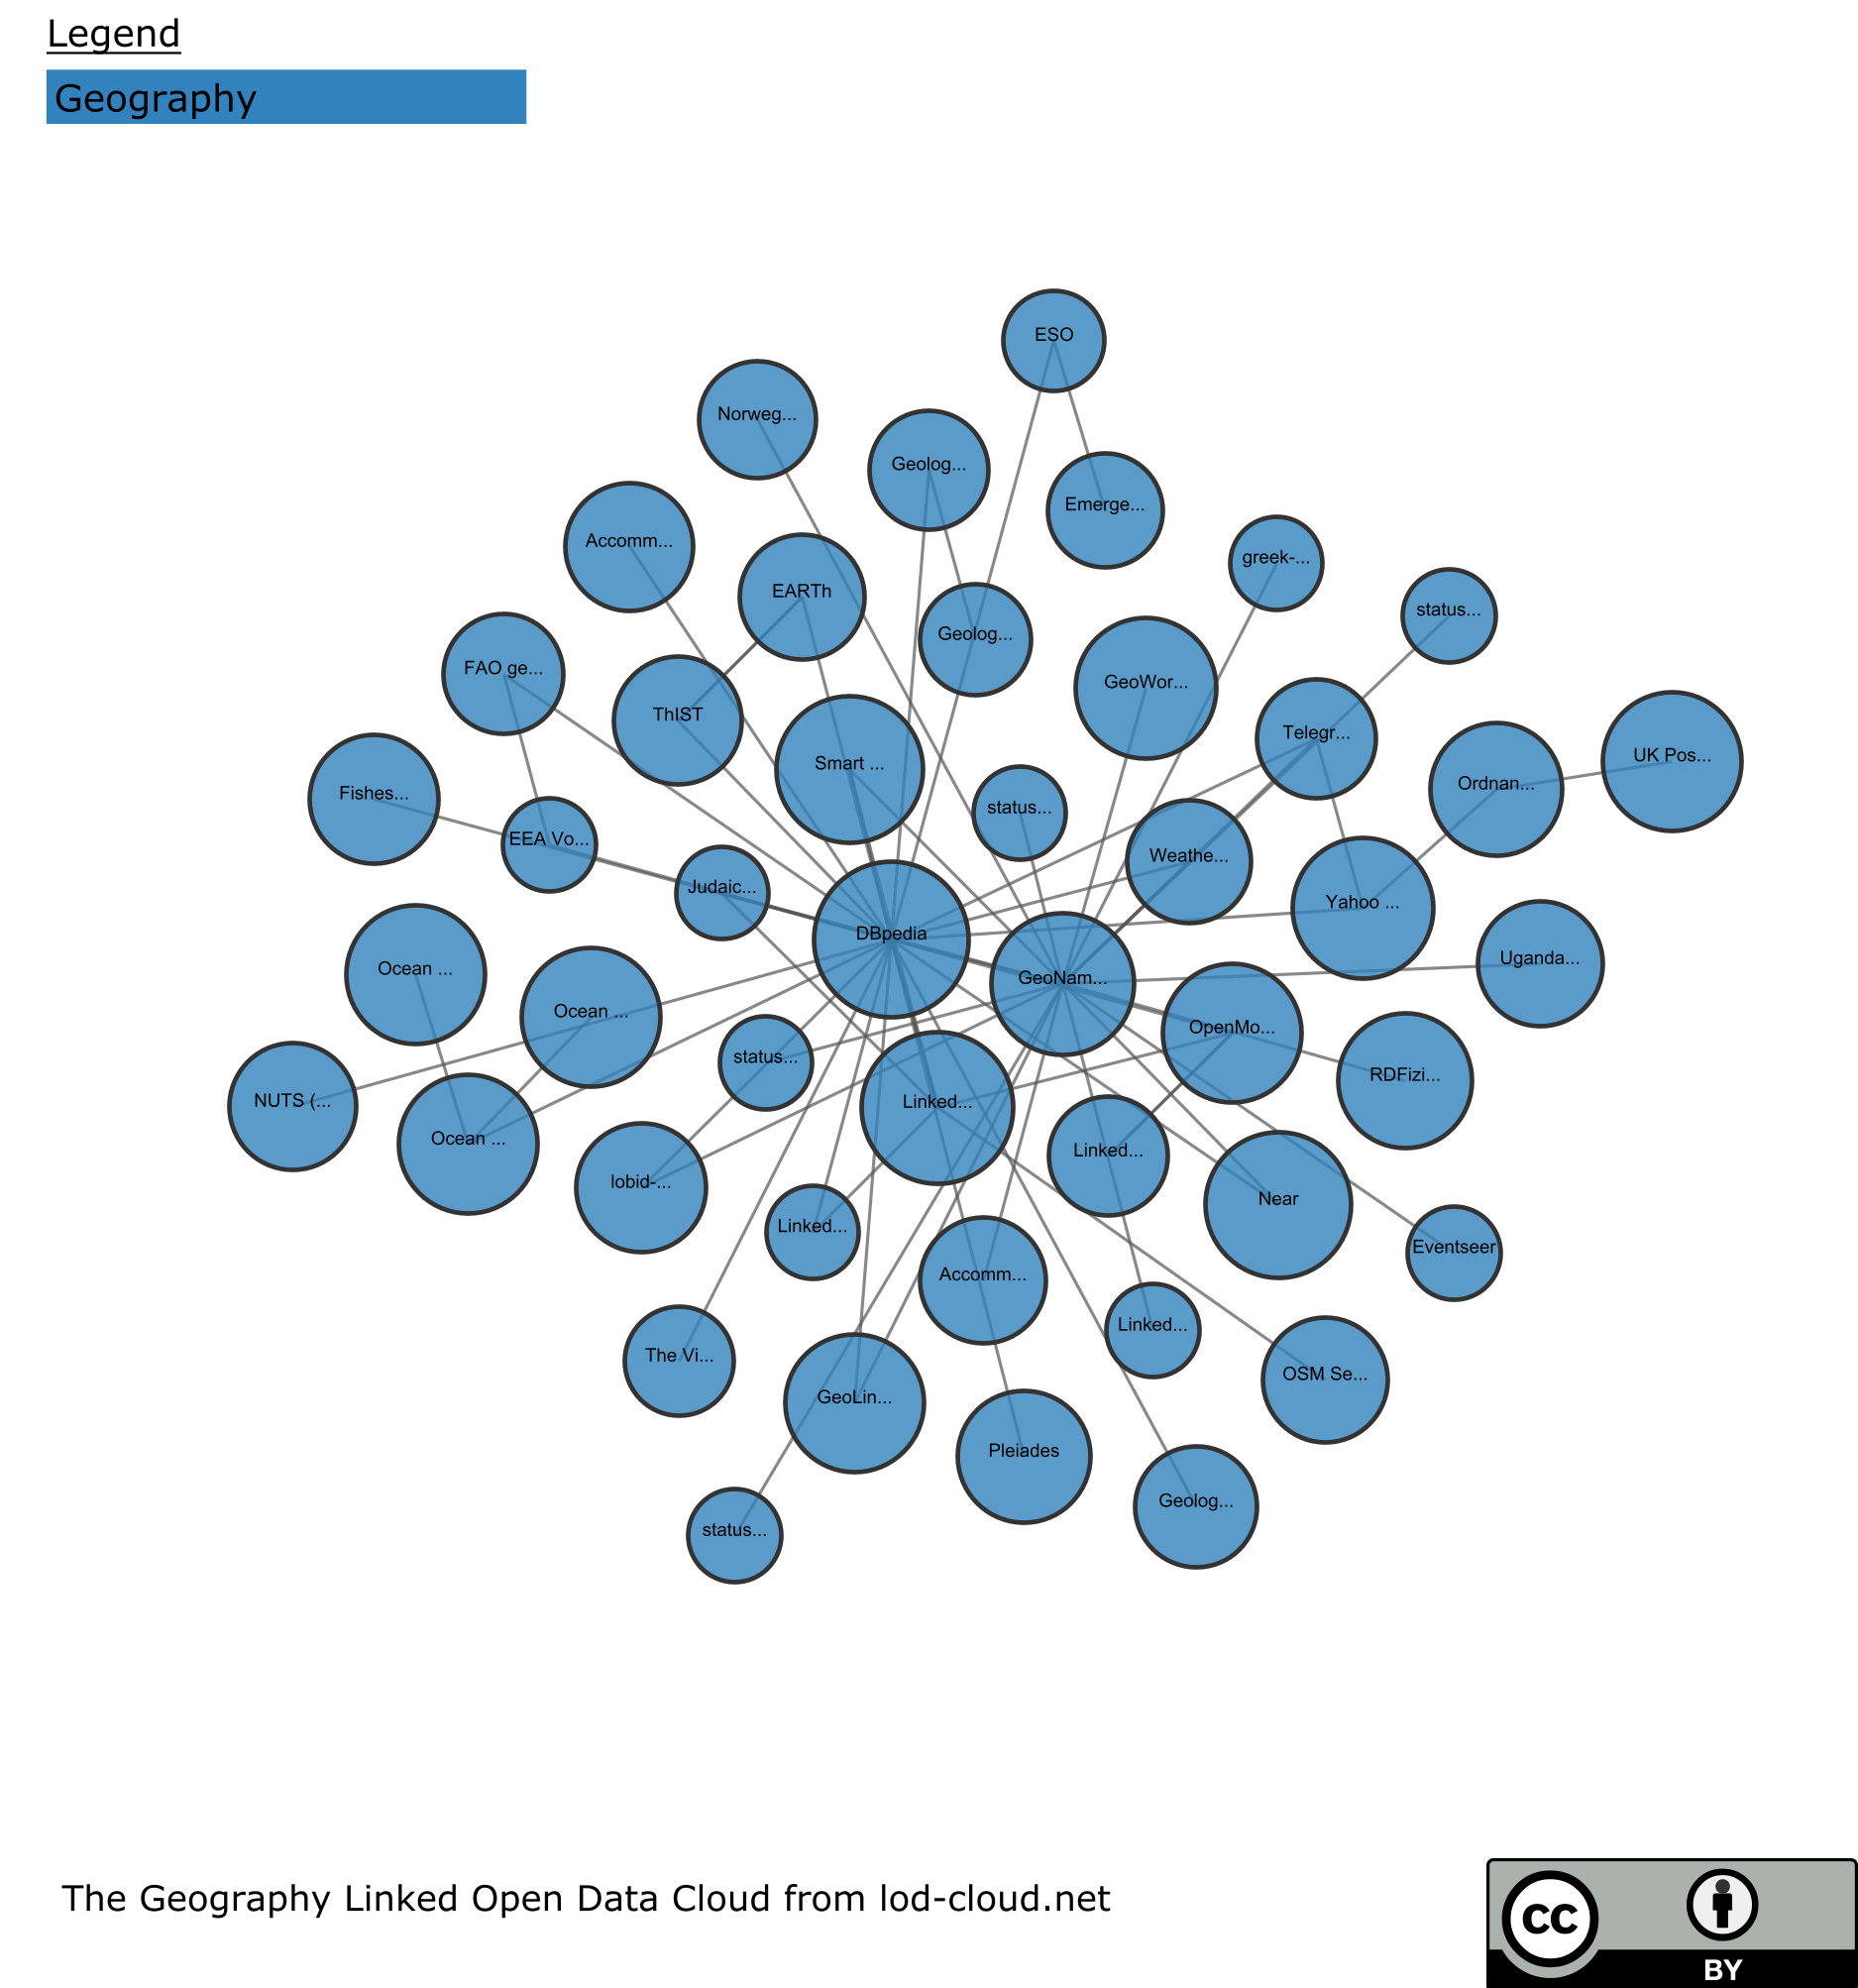 Legend
Geography
ESO
Norweg...
Geolog...
Emerge...
Accomm...
greek-...
EARTh
status...
Geolog...
FAO ge...
GeoWor...
ThIST
Telegr...
UK Pos...
Smart ...
Ordnan...
Fishes...
status...
EEA Vo...
Weathe...
Judaic...
Yahoo ...
DBpedia
Uganda...
Ocean ...
GeoNam...
Ocean ...
OpenMo...
status...
RDFizi...
NUTS (...
Linked...
Ocean ...
Linked...
lobid-...
Near
Linked...
Eventseer
Accomm...
Linked...
The Vi...
OSM Se...
GeoLin...
Pleiades
Geolog...
status...
The Geography Linked Open Data Cloud from lod-cloud.net
cc
BY